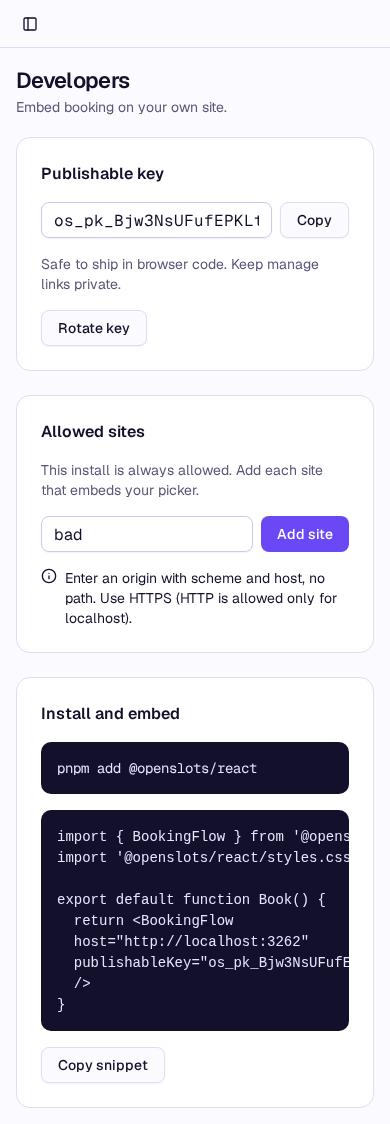 Developers
Embed booking on your own site.
Publishable key
os_pk_Bjw3NsUFufEPKLt
Copy
Safe to ship in browser code. Keep manage
links private.
Rotate key
Allowed sites
This install is always allowed. Add each site
that embeds your picker.
bad
Add site
Enter an origin with scheme and host, no
path. Use HTTPS (HTTP is allowed only for
localhost).
Install and embed
pnpm add @openslots/react
import { BookingFlow } from '@opens
import '@openslots/react/styles.css
export default function Book() {
return <BookingFlow
host="http://localhost:3262"
publishableKey="os_pk_Bjw3NsUFufE
/>
}
Copy snippet